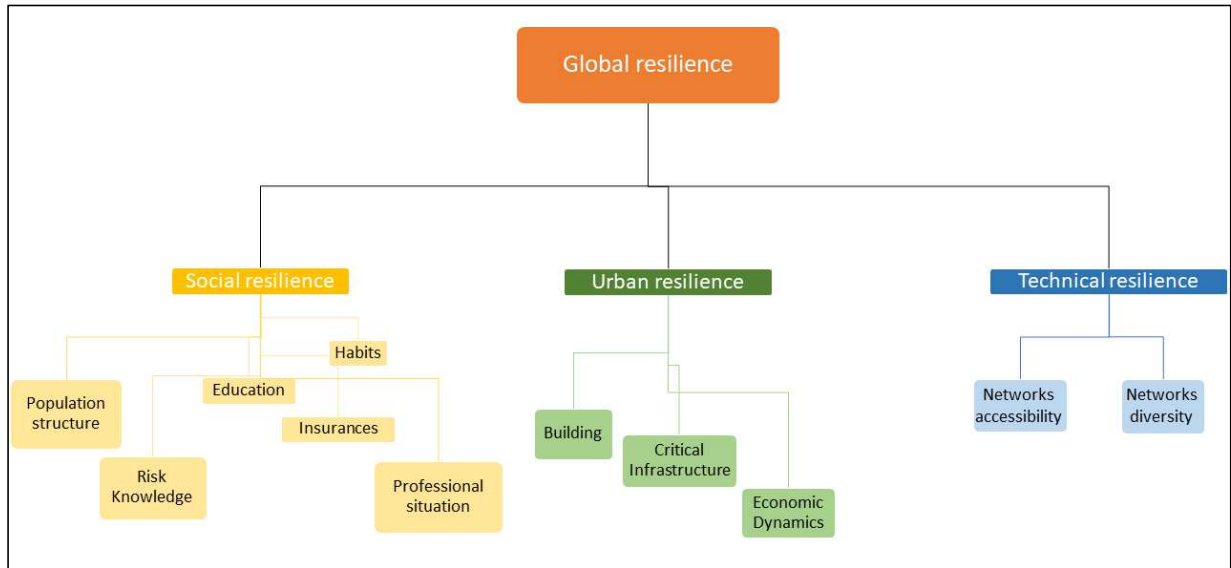 Global resilience
Social resilience
Urban resilience
Technical resilience
Habits
Education
Population
structure
Insurances
Risk
Knowledge
Professional
situation
Building
Critical
Infrastructure
Economic
Dynamics
Networks
accessibility
Networks
diversity